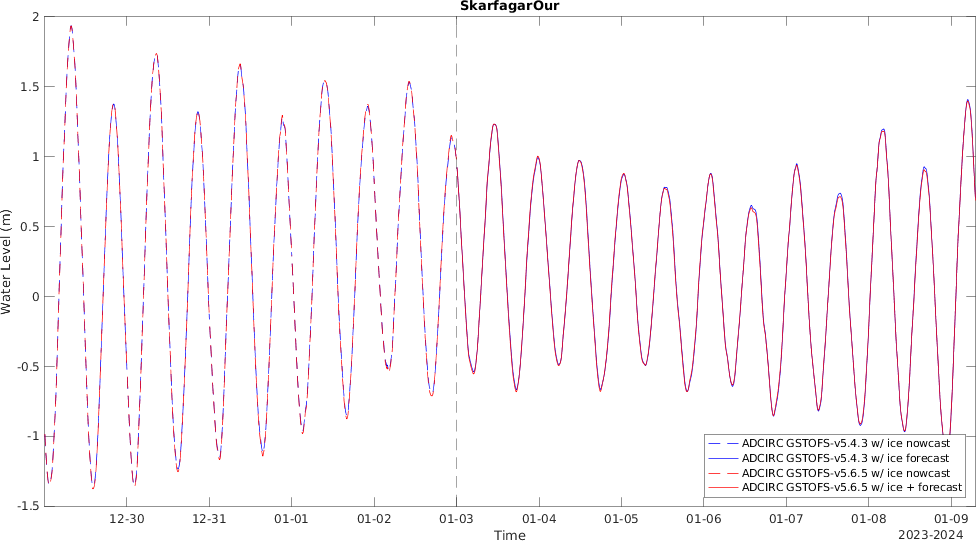 SkarfagarOur
2
1.5
1
0.5
0
-0.5
-1
-1.5
Water Level (m)
12-30
12-31
01-01
01-02
01-03
01-04
01-05
01-06
01-07
01-08
01-09
Time
2023-2024
ADCIRC GSTOFS-v5.4.3 w/ ice nowcast
ADCIRC GSTOFS-v5.4.3 w/ ice forecast
ADCIRC GSTOFS-v5.6.5 w/ ice nowcast
ADCIRC GSTOFS-v5.6.5 w/ ice + forecast